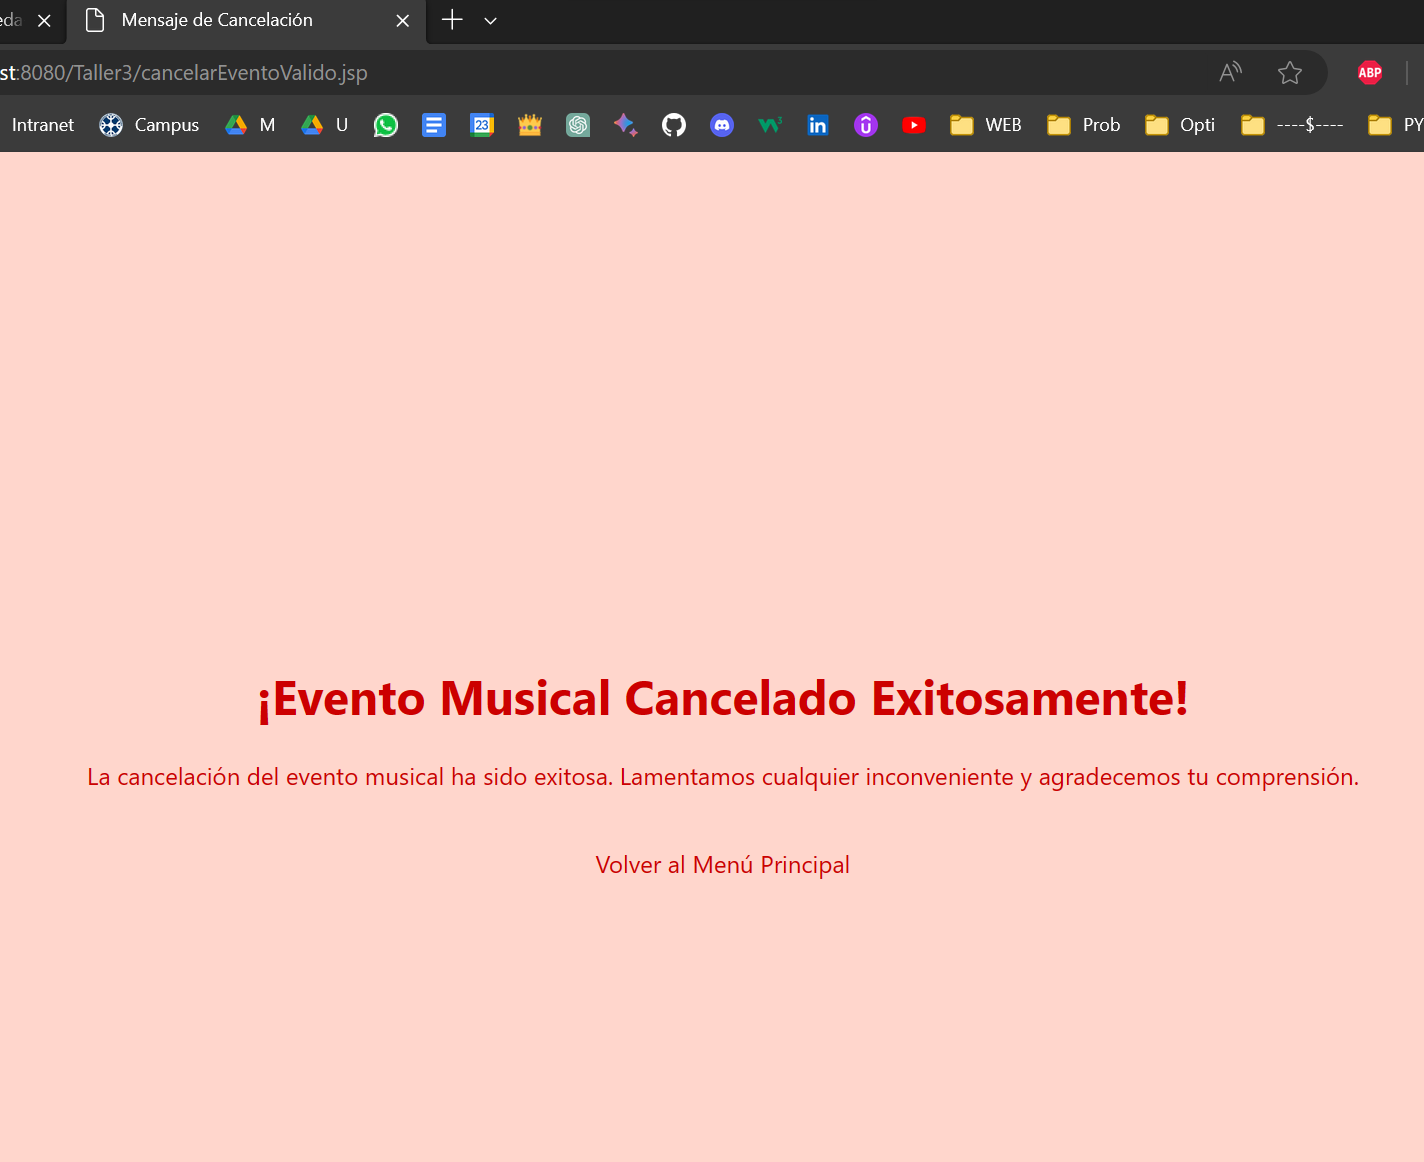 eda
Mensaje de Cancelación
st:8080/Taller3/cancelarEventoValido.jsp
ABP
Intranet Campus M U 23 W3 in WEB Prob Opti ----$---- PY
¡Evento Musical Cancelado Exitosamente!
La cancelación del evento musical ha sido exitosa. Lamentamos cualquier inconveniente y agradecemos tu comprensión.
Volver al Menú Principal